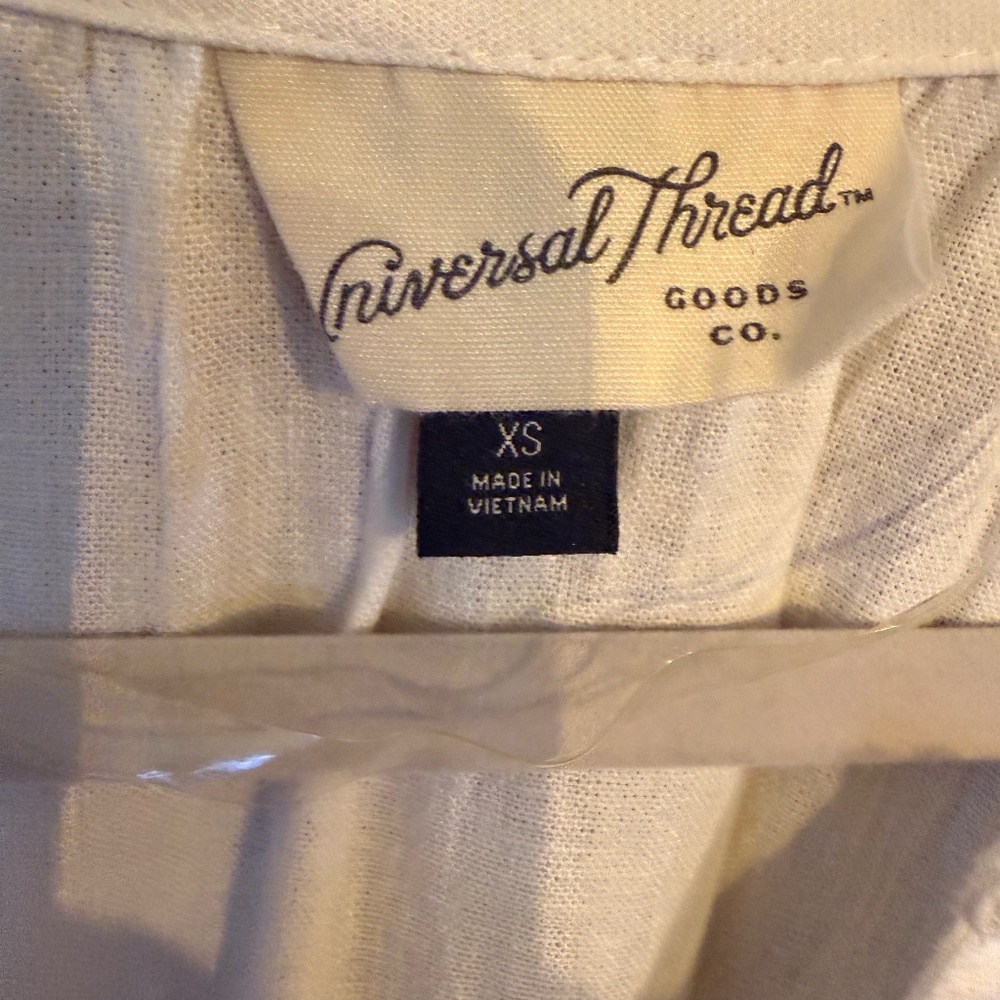 Universal Thread™
GOODS
CO.
XS
MADE IN
VIETNAM